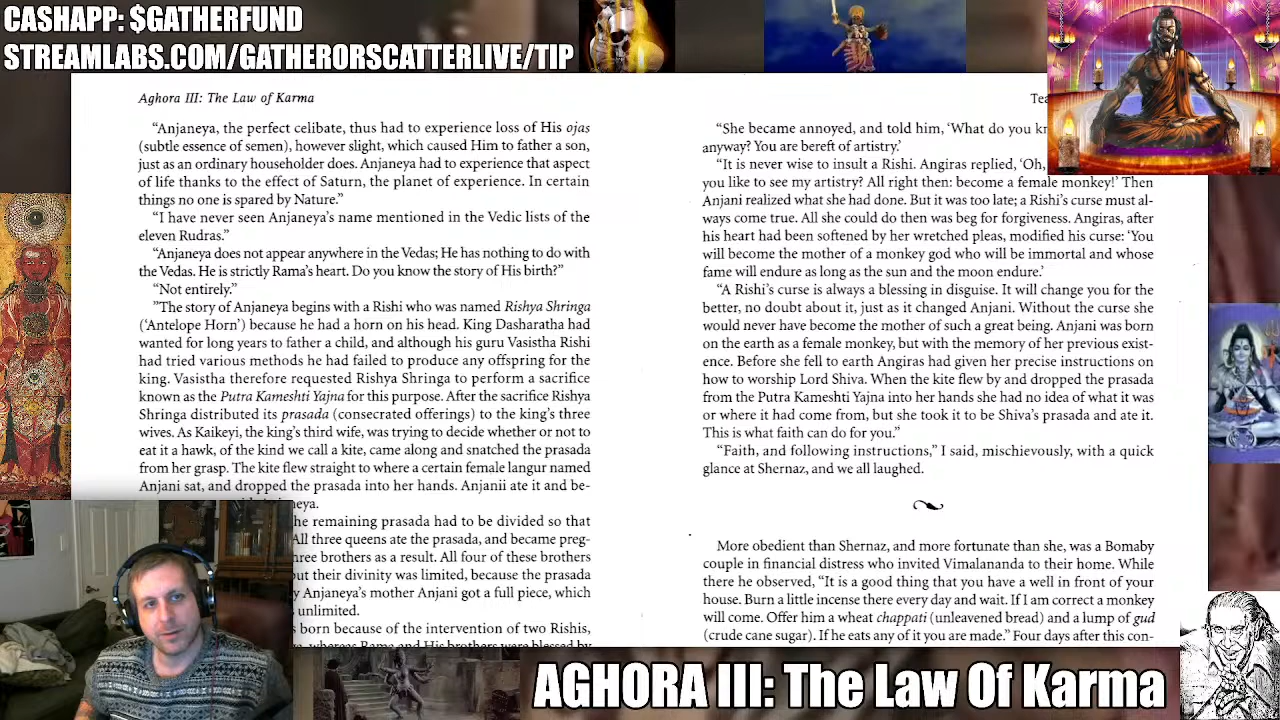 CASHAPP: $GATHERFUND
STREAMLABS.COM/GATHERORSCATTERLIVE/TIP
Aghora III: The Law of Karma
“Anjaneya, the perfect celibate, thus had to experience loss of His ojas
(subtle essence of semen), however slight, which caused Him to father a son,
just as an ordinary householder does. Anjaneya had to experience that aspect
of life thanks to the effect of Saturn, the planet of experience. In certain
things no one is spared by Nature.”
“I have never seen Anjaneya’s name mentioned in the Vedic lists of the
eleven Rudras.”
“Anjaneya does not appear anywhere in the Vedas; He has nothing to do with
the Vedas. He is strictly Rama’s heart. Do you know the story of His birth?”
“Not entirely.”
”The story of Anjaneya begins with a Rishi who was named Rishya Shringa
(‘Antelope Horn’) because he had a horn on his head. King Dasharatha had
wanted for long years to father a child, and although his guru Vasistha Rishi
had tried various methods he had failed to produce any offspring for the
king. Vasistha therefore requested Rishya Shringa to perform a sacrifice
known as the Putra Kameshti Yajna for this purpose. After the sacrifice Rishya
Shringa distributed its prasada (consecrated offerings) to the king’s three
wives. As Kaikeyi, the king’s third wife, was trying to decide whether or not to
eat it a hawk, of the kind we call a kite, came along and snatched the prasada
from her grasp. The kite flew straight to where a certain female langur named
Anjani sat, and dropped the prasada into her hands. Anjanii ate it and be-
he remaining prasada had to be divided so that
All three queens ate the prasada, and became preg-
hree brothers as a result. All four of these brothers
ut their divinity was limited, because the prasada
y Anjaneya’s mother Anjani got a full piece, which
unlimited.
s born because of the intervention of two Rishis,
whereas Rama and His brothers were blessed by
“She became annoyed, and told him, ‘What do you
anyway? You are bereft of artistry.’
“It is never wise to insult a Rishi. Angiras replied, ‘Oh,
you like to see my artistry? All right then: become a female monkey!’ Then
Anjani realized what she had done. But it was too late; a Rishi’s curse must al-
ways come true. All she could do then was beg for forgiveness. Angiras, after
his heart had been softened by her wretched pleas, modified his curse: ‘You
will become the mother of a monkey god who will be immortal and whose
fame will endure as long as the sun and the moon endure.’
“A Rishi’s curse is always a blessing in disguise. It will change you for the
better, no doubt about it, just as it changed Anjani. Without the curse she
would never have become the mother of such a great being. Anjani was born
on the earth as a female monkey, but with the memory of her previous exist-
ence. Before she fell to earth Angiras had given her precise instructions on
how to worship Lord Shiva. When the kite flew by and dropped the prasada
from the Putra Kameshti Yajna into her hands she had no idea of what it was
or where it had come from, but she took it to be Shiva’s prasada and ate it.
This is what faith can do for you.”
“Faith, and following instructions,” I said, mischievously, with a quick
glance at Shernaz, and we all laughed.
More obedient than Shernaz, and more fortunate than she, was a Bomaby
couple in financial distress who invited Vimalananda to their home. While
there he observed, “It is a good thing that you have a well in front of your
house. Burn a little incense there every day and wait. If I am correct a monkey
will come. Offer him a wheat chappati (unleavened bread) and a lump of gud
(crude cane sugar). If he eats any of it you are made.” Four days after this con-
AGHORA III: The Law Of Karma